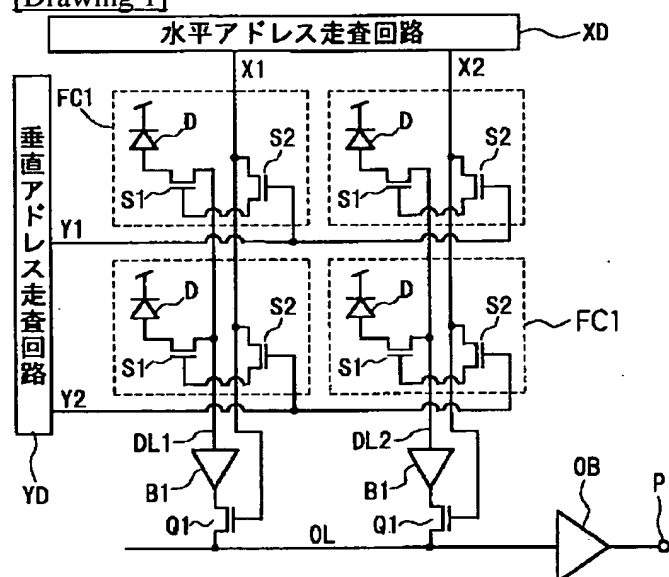 [Drawing 1]
水平アドレス走査回路
XD
X1
X2
FC1
D
S2
D
S2
S1
S1
Y1
D
S2
D
S2
FC1
S1
S1
Y2
垂直アドレス走査回路
YD
DL1
DL2
B1
B1
OB
P
Q1
Q1
OL